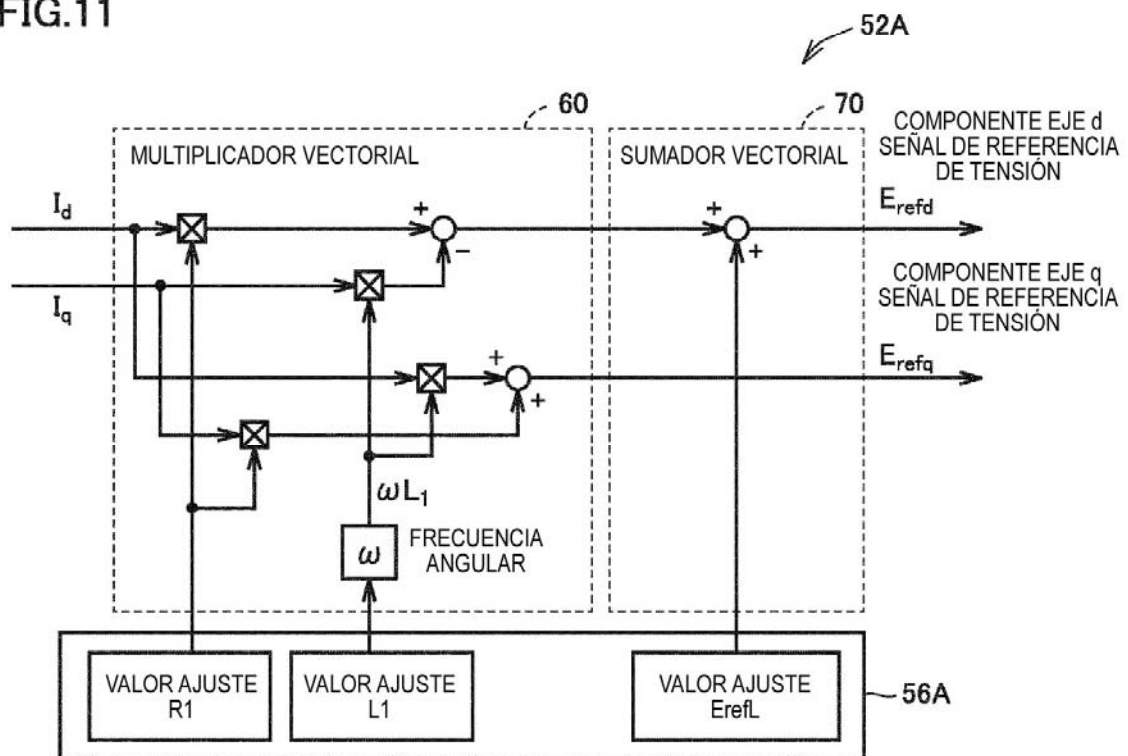 FIG.11
52A
60
70
MULTIPLICADOR VECTORIAL
SUMADOR VECTORIAL
COMPONENTE EJE d
SEÑAL DE REFERENCIA
DE TENSIÓN
Id
+
−
+
+
Erefd
Iq
COMPONENTE EJE q
SEÑAL DE REFERENCIA
DE TENSIÓN
+
+
Erefq
ωL1
ω
FRECUENCIA
ANGULAR
VALOR AJUSTE
R1
VALOR AJUSTE
L1
VALOR AJUSTE
ErefL
56A